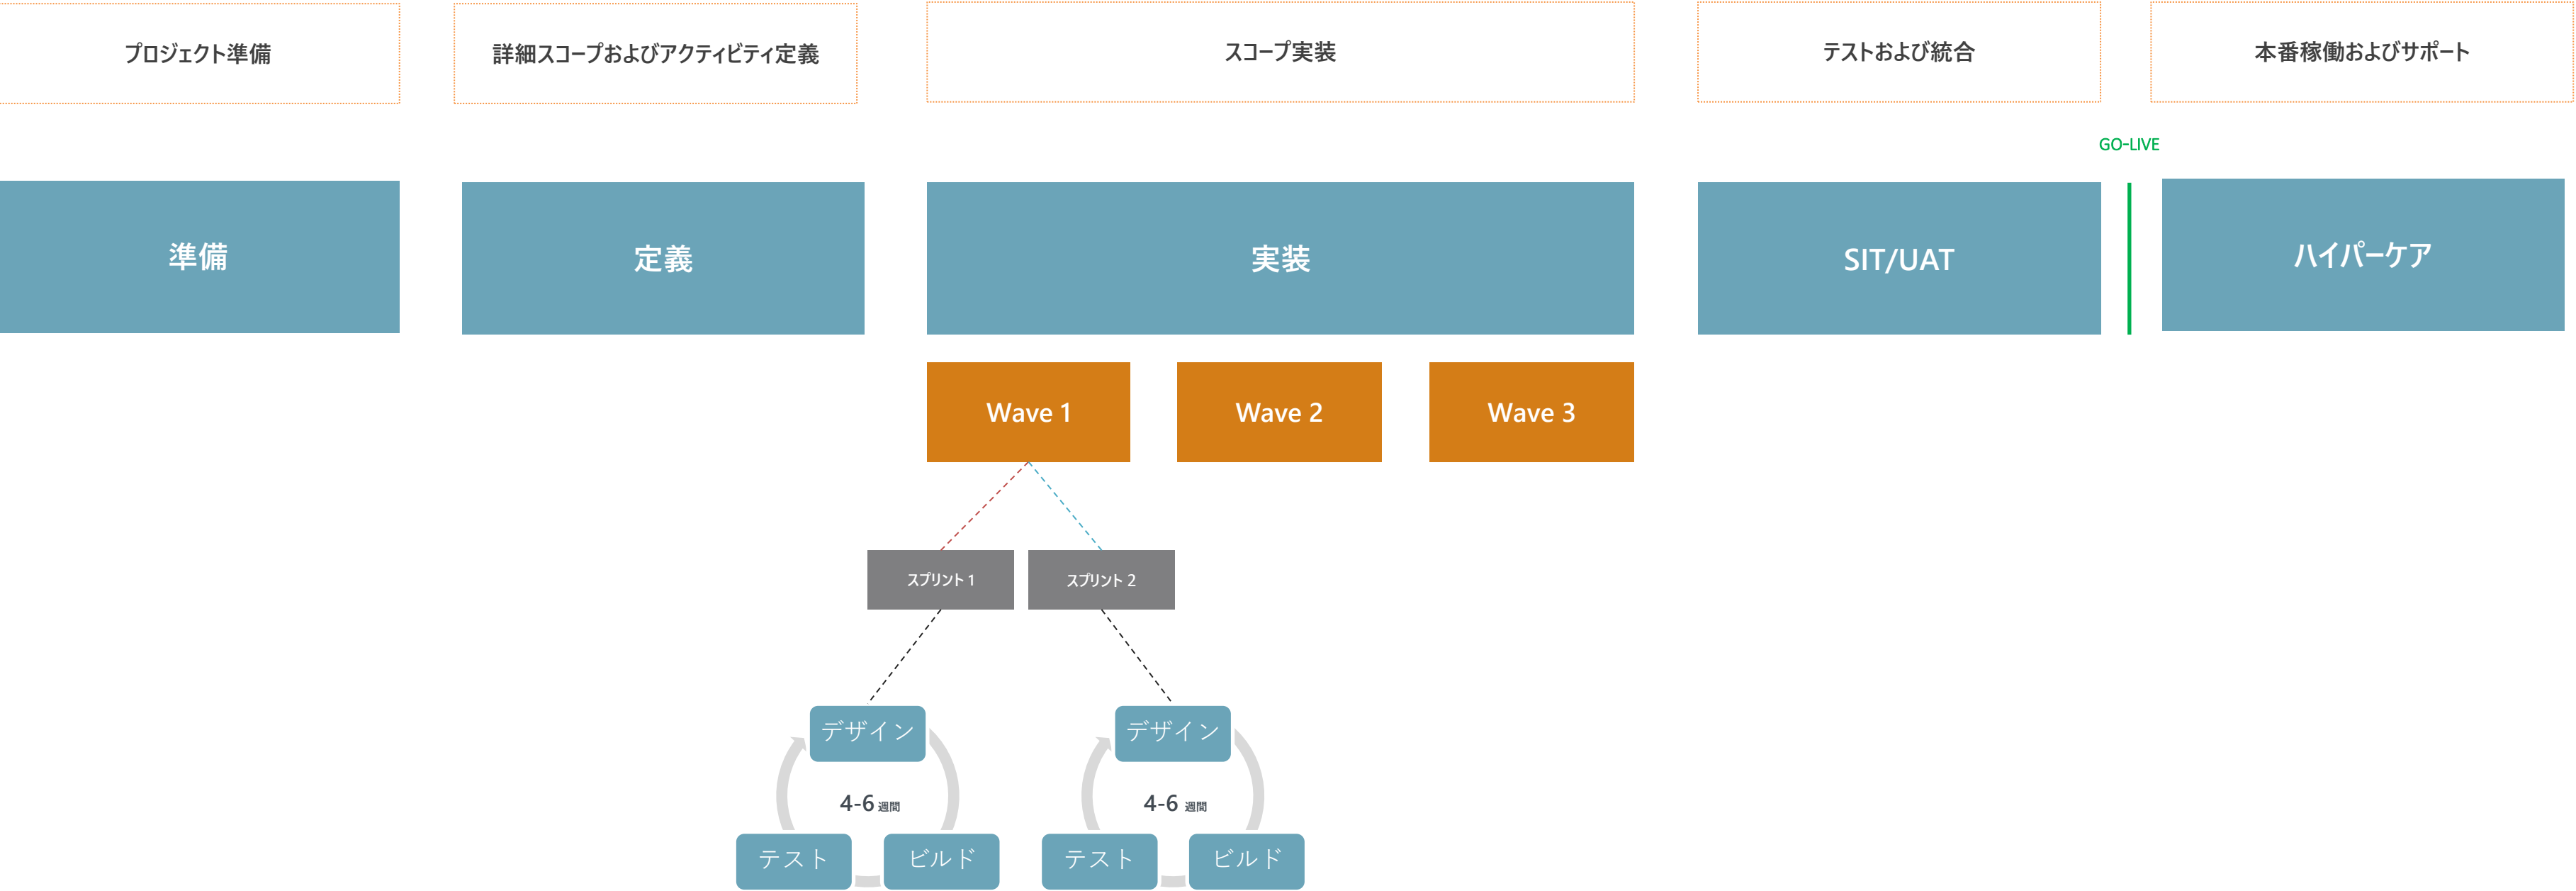 プロジェクト準備
詳細スコープおよびアクティビティ定義
スコープ実装
テストおよび統合
本番稼働およびサポート
GO-LIVE
準備
定義
実装
SIT/UAT
ハイパーケア
Wave 1
Wave 2
Wave 3
スプリント 1
スプリント 2
デザイン
4-6 週間
テスト
ビルド
デザイン
4-6 週間
テスト
ビルド